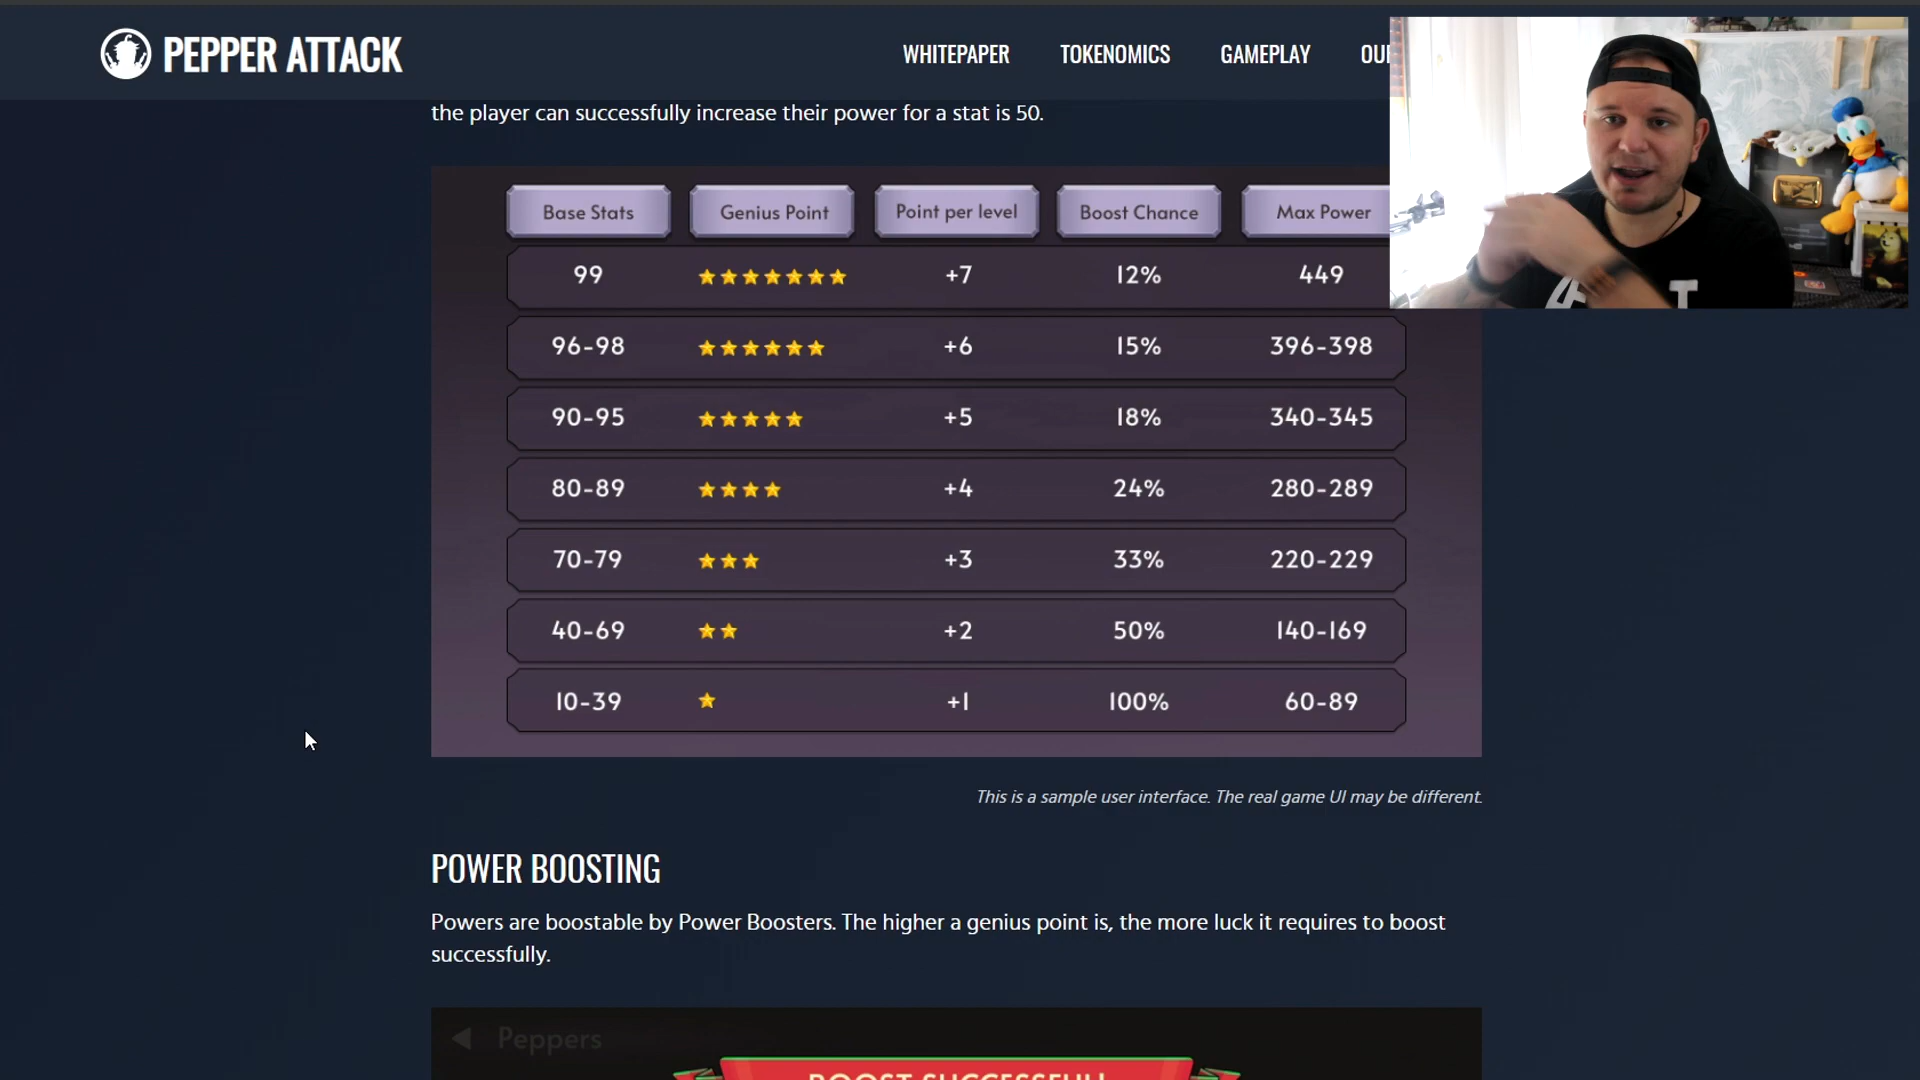 PEPPER ATTACK
WHITEPAPER TOKENOMICS GAMEPLAY
the player can successfully increase their power for a stat is 50.
Base Stats Genius Point Point per level Boost Chance Max Power
99 +7 12% 449
96-98 +6 15% 396-398
90-95 +5 18% 340-345
80-89 +4 24% 280-289
70-79 +3 33% 220-229
40-69 +2 50% 140-169
10-39 +1 100% 60-89
This is a sample user interface. The real game UI may be different.
POWER BOOSTING
Powers are boostable by Power Boosters. The higher a genius point is, the more luck it requires to boost
successfully.
Peppers
BOOST SUCCESSFUL